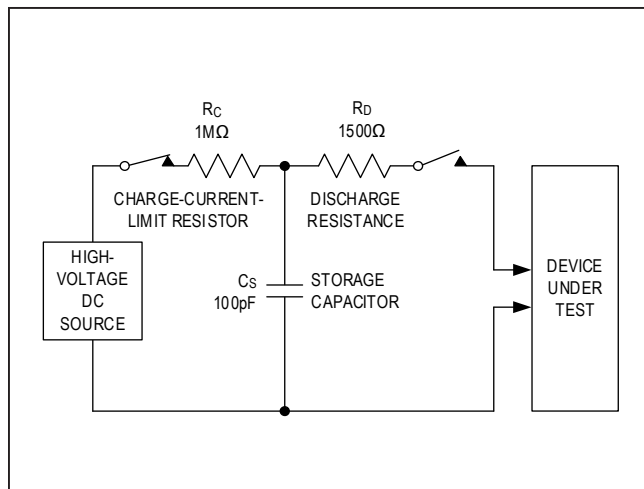 RC
1MΩ
RD
1500Ω
CHARGE-CURRENT-
LIMIT RESISTOR
DISCHARGE
RESISTANCE
HIGH-
VOLTAGE
DC
SOURCE
CS
100pF
STORAGE
CAPACITOR
DEVICE
UNDER
TEST